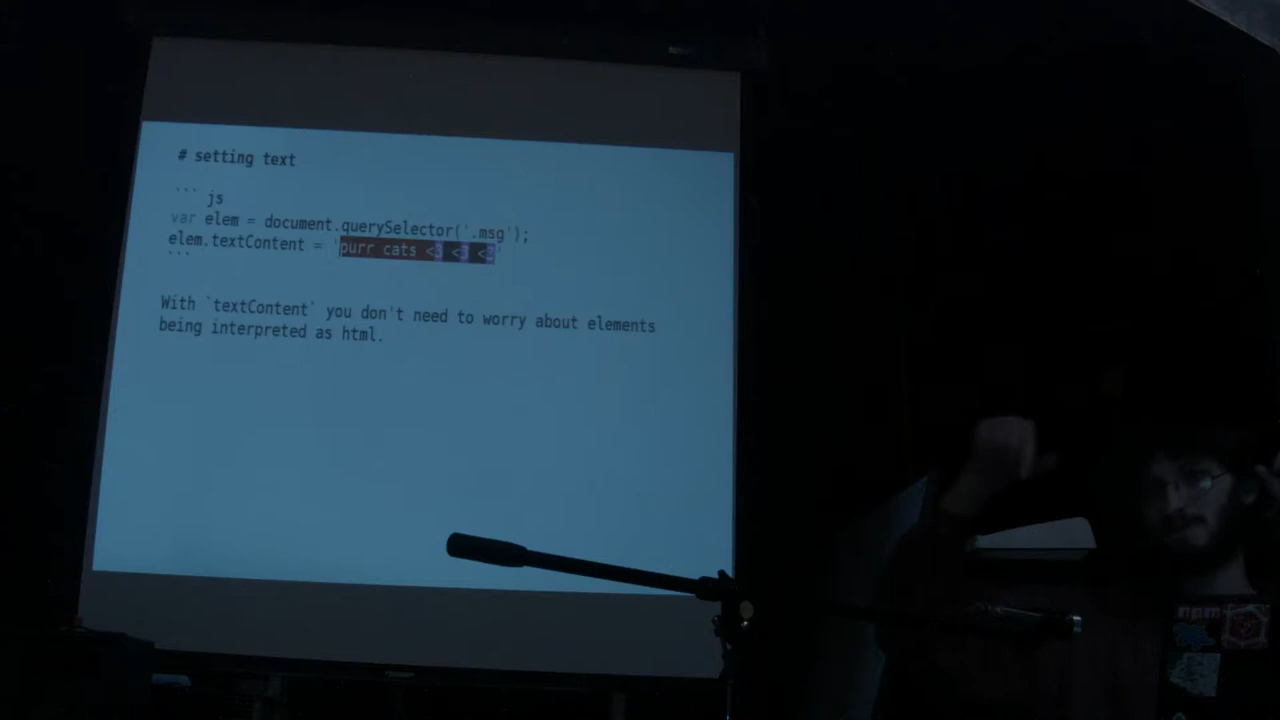 # setting text
``` js
var elem = document.querySelector('.msg');
elem.textContent = 'purr cats <3 <3 <3'
```
With `textContent` you don't need to worry about elements
being interpreted as html.
npm